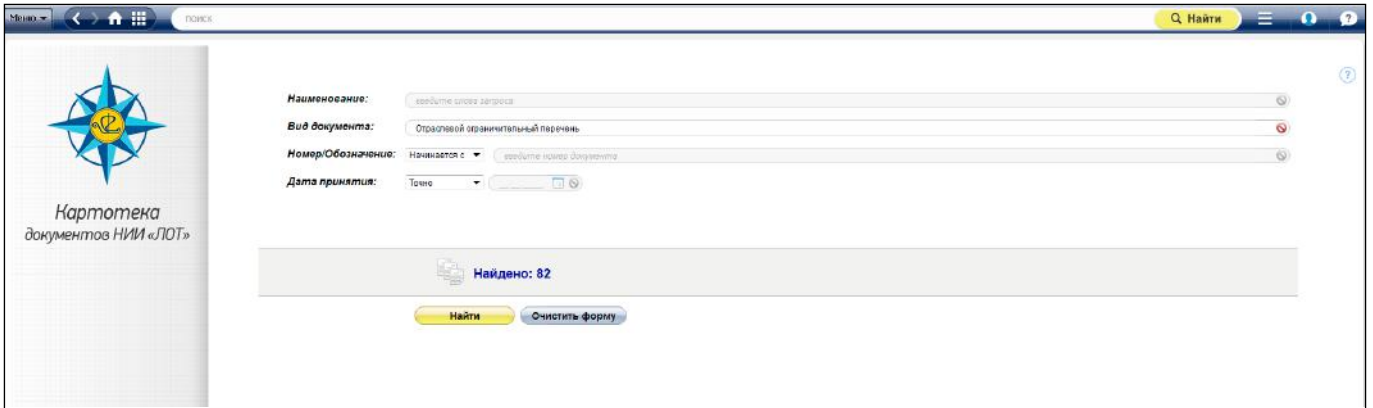 Меню
поиск
Найти
?
?
Наименование: введите слова запроса
Вид документа: Отраслевой ограничительный перечень
Номер/Обозначение: Начинается с введите номер документа
Дата принятия: Точно
Картотека
документов НИИ «ЛОТ»
Найдено: 82
Найти Очистить форму